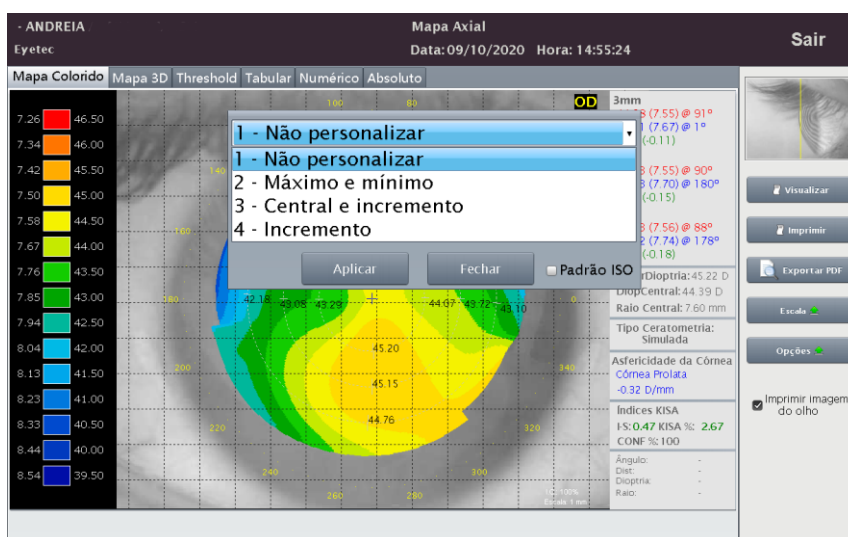 - ANDREIA
Eyetec
Mapa Axial
Data:09/10/2020 Hora: 14:55:24
Sair
Mapa Colorido Mapa 3D Threshold Tabular Numérico Absoluto
7.26 46.50
7.34 46.00
7.42 45.50
7.50 45.00
7.58 44.50
7.67 44.00
7.76 43.50
7.85 43.00
7.94 42.50
8.04 42.00
8.13 41.50
8.23 41.00
8.33 40.50
8.44 40.00
8.54 39.50
100 80
OD
140
160
180
200
220
240
260
280
300
320
340
0
1 - Não personalizar
1 - Não personalizar
2 - Máximo e mínimo
3 - Central e incremento
4 - Incremento
Aplicar Fechar Padrão ISO
42.18 43.08 43.29 44.07 43.72 43.10
45.20
45.15
44.76
Escala 1 mm
3mm
(7.55) @ 91º
(7.67) @ 1º
(-0.11)
(7.55) @ 90º
(7.70) @ 180º
(-0.15)
(7.56) @ 88º
(7.74) @ 178º
(-0.18)
Dioptria: 45.22 D
DiopCentral: 44.39 D
Raio Central: 7.60 mm
Tipo Ceratometria:
Simulada
Asfericidade da Córnea
Córnea Prolata
-0.32 D/mm
Índices KISA
I-S: 0.47 KISA %: 2.67
CONF %: 100
Ângulo: -
Dist: -
Dioptria: -
Raio: -
Visualizar
Imprimir
Exportar PDF
Escala
Opções
Imprimir imagem
do olho